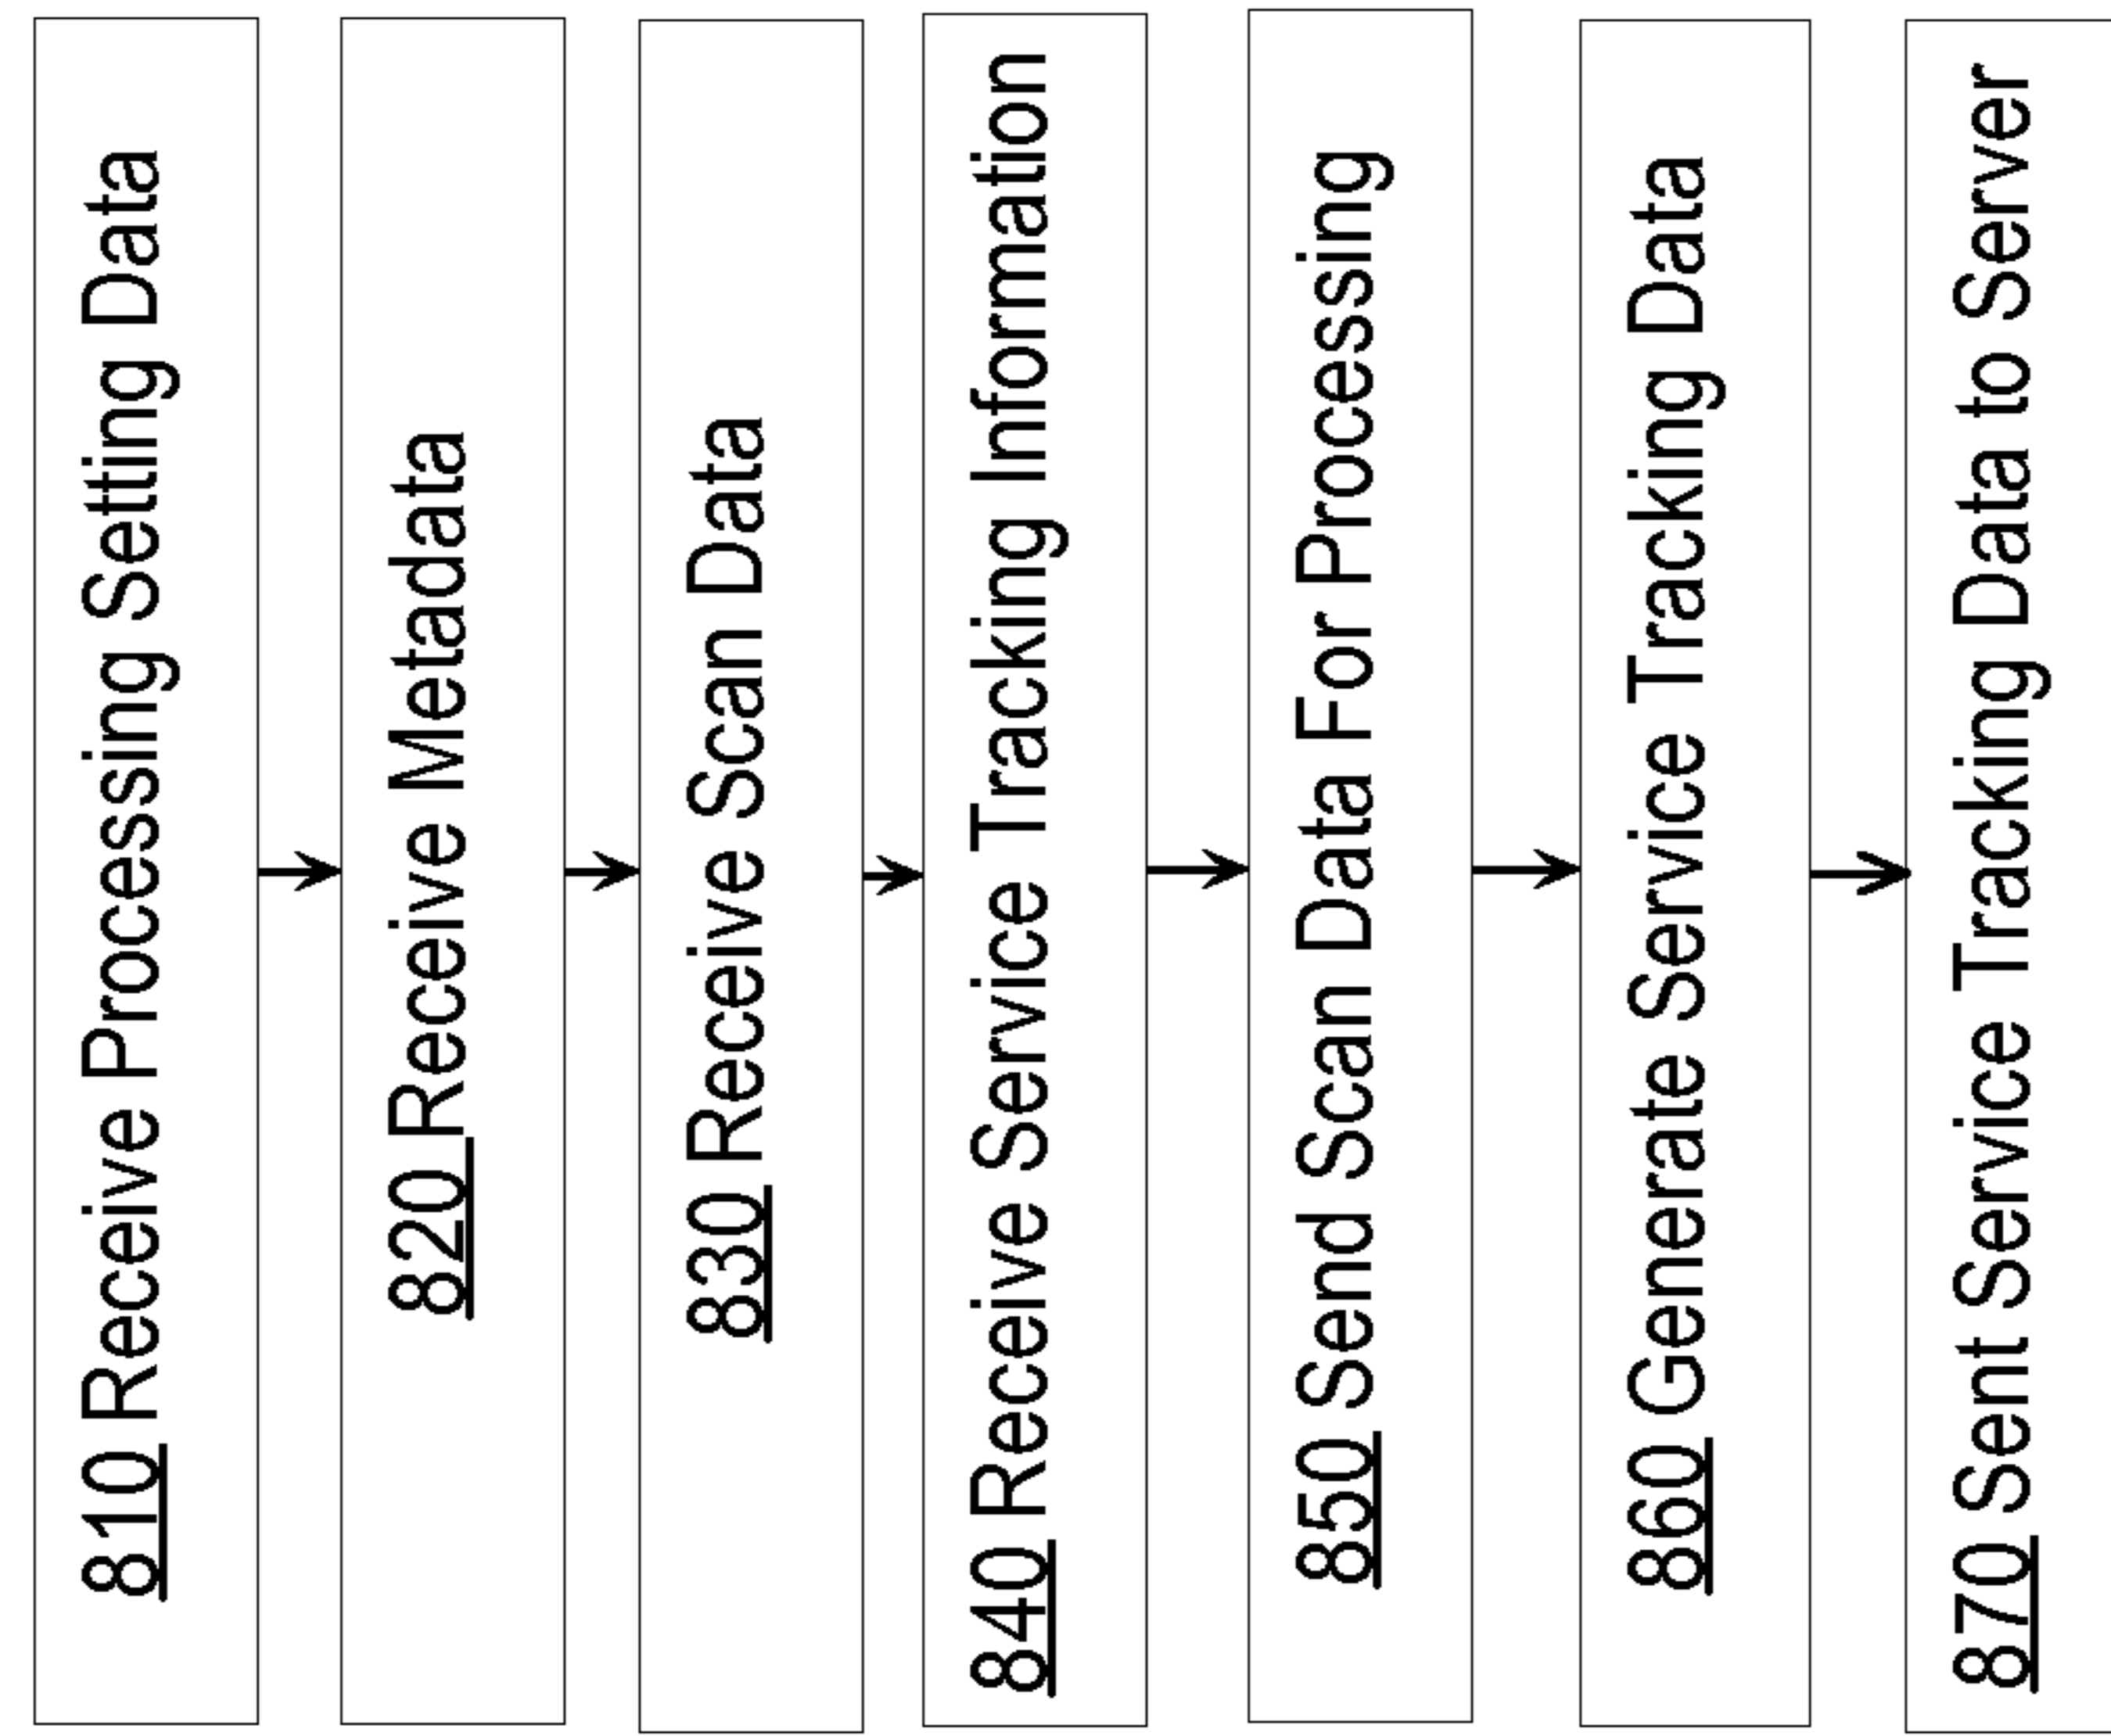 810 Receive Processing Setting Data
820 Receive Metadata
830 Receive Scan Data
840 Receive Service Tracking Information
850 Send Scan Data For Processing
860 Generate Service Tracking Data
870 Sent Service Tracking Data to Server